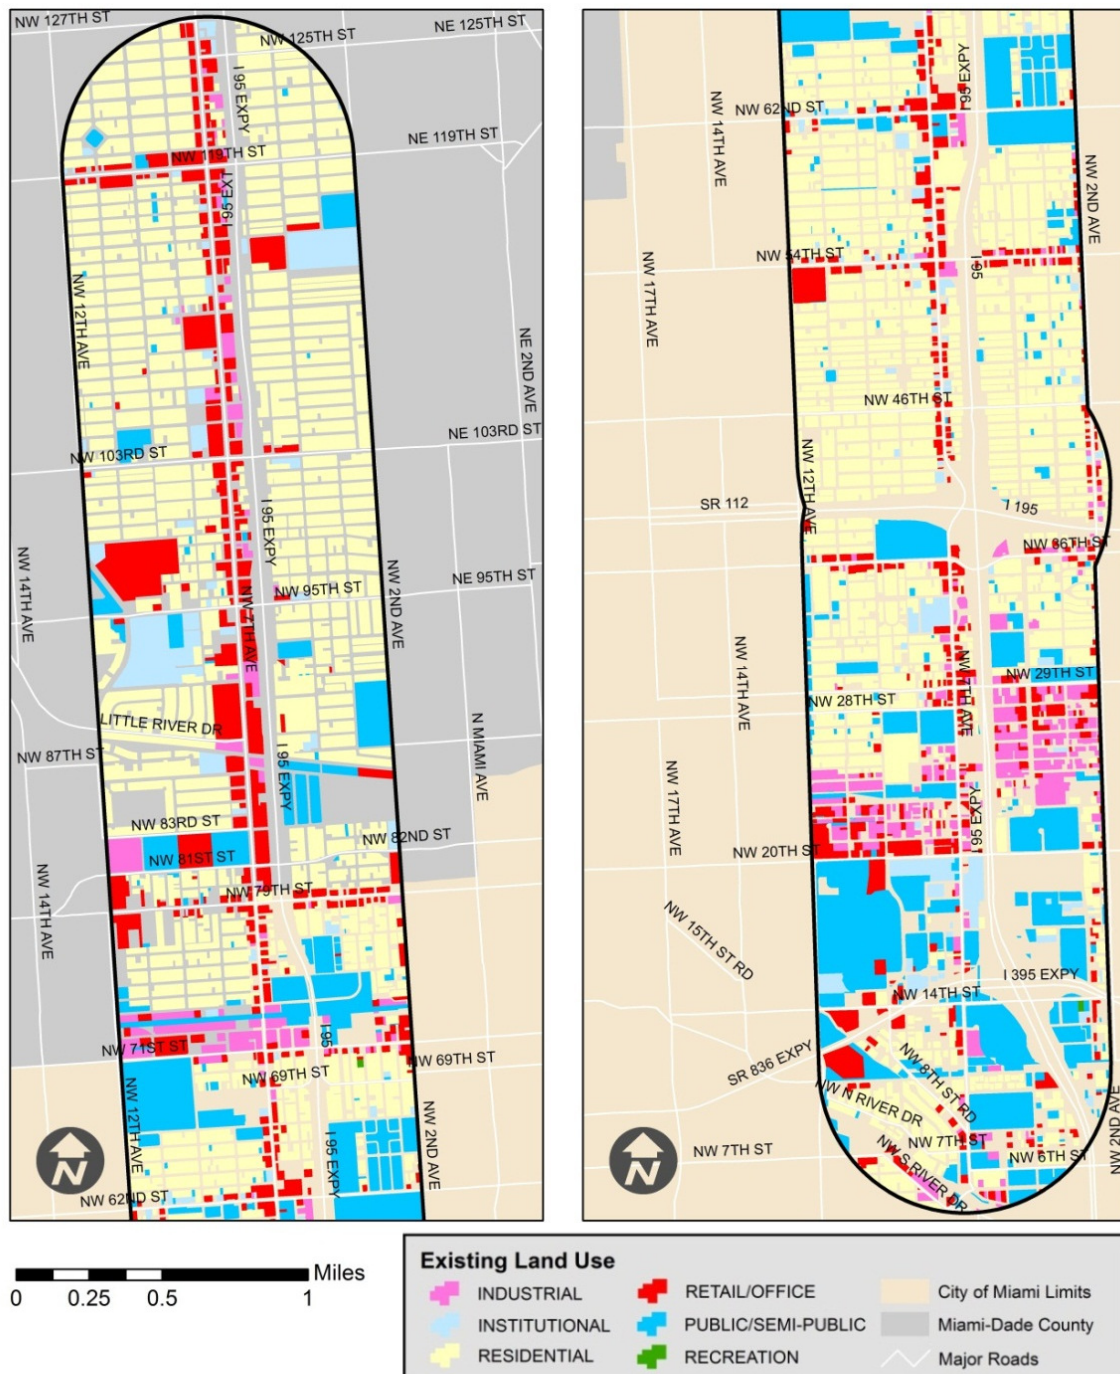 NW 127TH ST
NE 125TH ST
NW 125TH ST
I 95 EXPY
NE 119TH ST
NW 119TH ST
I 95 EXPY
NW 12TH AVE
NE 2ND AVE
NE 103RD ST
NW 103RD ST
I 95 EXPY
NW 14TH AVE
NE 95TH ST
NW 95TH ST
NW 2ND AVE
NW 7TH AVE
LITTLE RIVER DR
N MIAMI AVE
NW 87TH ST
I 95 EXPY
NW 83RD ST
NW 82ND ST
NW 81ST ST
NW 79TH ST
NW 14TH AVE
I 95
NW 71ST ST
NW 69TH ST
NW 69TH ST
NW 12TH AVE
NW 2ND AVE
I 95 EXPY
N
NW 62ND ST
I 95 EXPY
NW 62ND ST
NW 14TH AVE
NW 2ND AVE
NW 54TH ST
I 95
NW 17TH AVE
NW 46TH ST
NW 12TH AVE
SR 112
I 195
NW 36TH ST
NW 14TH AVE
NW 7TH AVE
NW 29TH ST
NW 28TH ST
NW 17TH AVE
I 95 EXPY
NW 20TH ST
NW 15TH ST RD
I 395 EXPY
NW 14TH ST
SR 836 EXPY
NW 8TH ST RD
NW N RIVER DR
NW 2ND AVE
NW 7TH ST
NW 7TH ST
NW 6TH ST
NW S RIVER DR
N
Miles
0 0.25 0.5 1
Existing Land Use
INDUSTRIAL
INSTITUTIONAL
RESIDENTIAL
RETAIL/OFFICE
PUBLIC/SEMI-PUBLIC
RECREATION
City of Miami Limits
Miami-Dade County
Major Roads